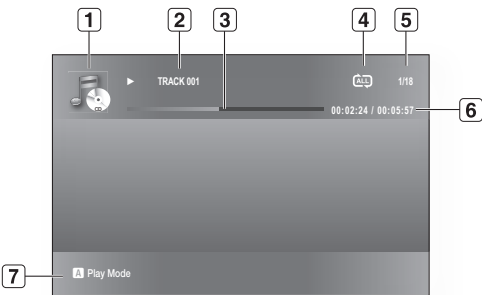 1 2 3 4 5
▶ TRACK 001 ALL 1/18
CD
00:02:24 / 00:05:57 6
7 A Play Mode